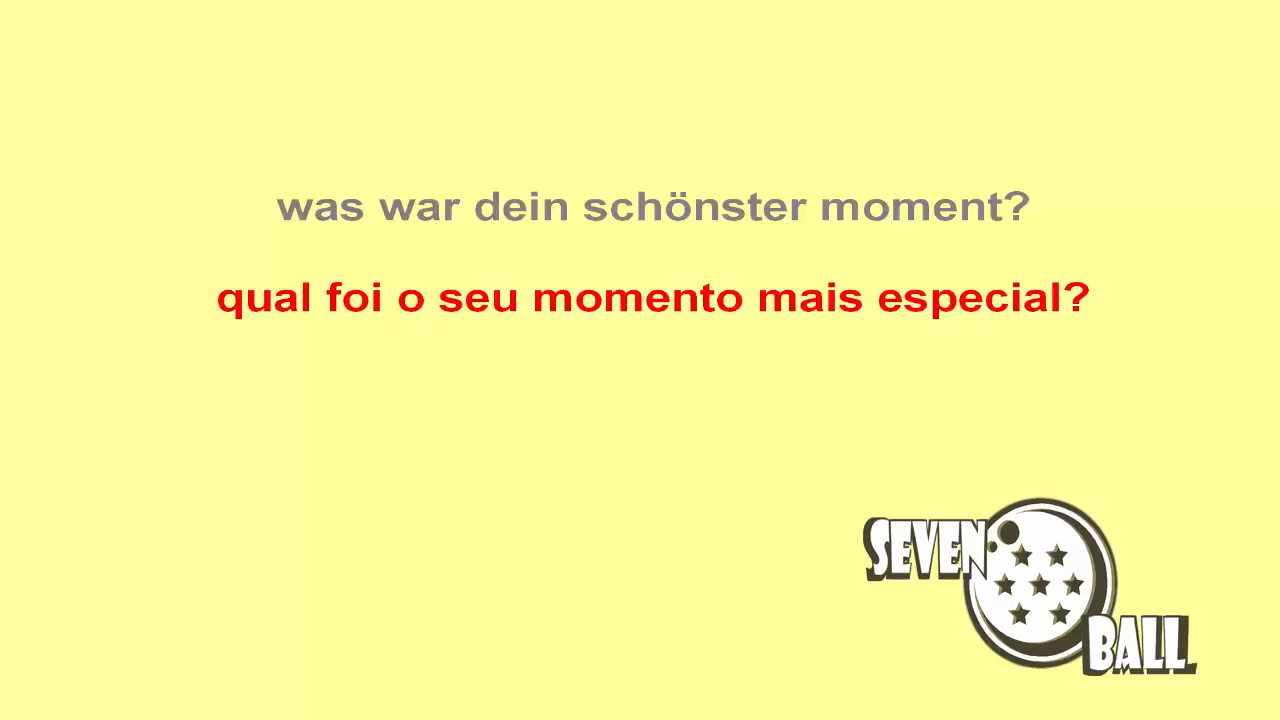 was war dein schönster moment?
qual foi o seu momento mais especial?
SEVEN
BALL